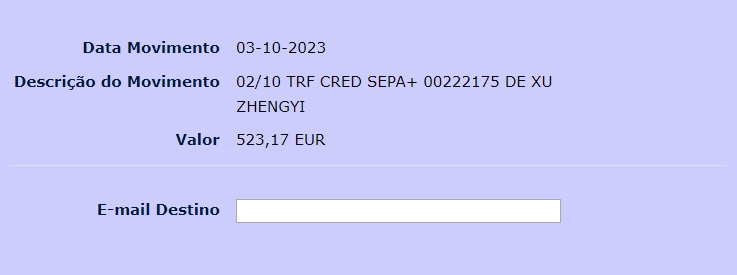 Data Movimento 03-10-2023
Descrição do Movimento 02/10 TRF CRED SEPA+ 00222175 DE XU
ZHENGYI
Valor 523,17 EUR
E-mail Destino